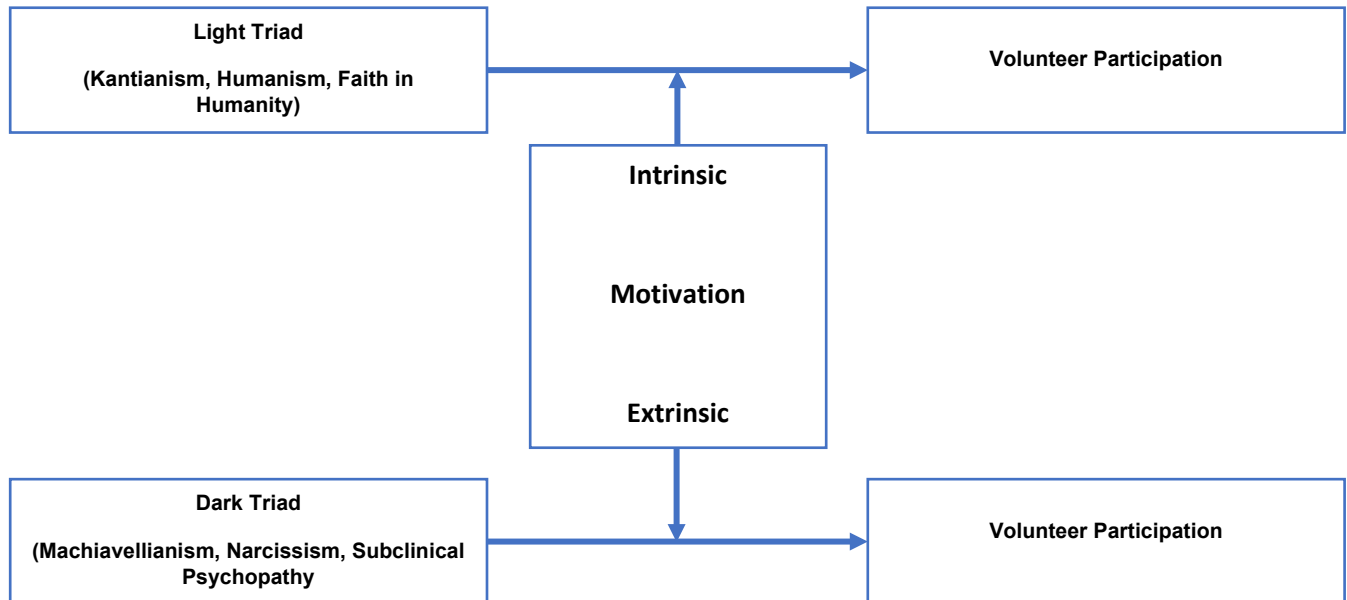 Light Triad
(Kantianism, Humanism, Faith in
Humanity)
Volunteer Participation
Intrinsic
Motivation
Extrinsic
Dark Triad
(Machiavellianism, Narcissism, Subclinical
Psychopathy
Volunteer Participation